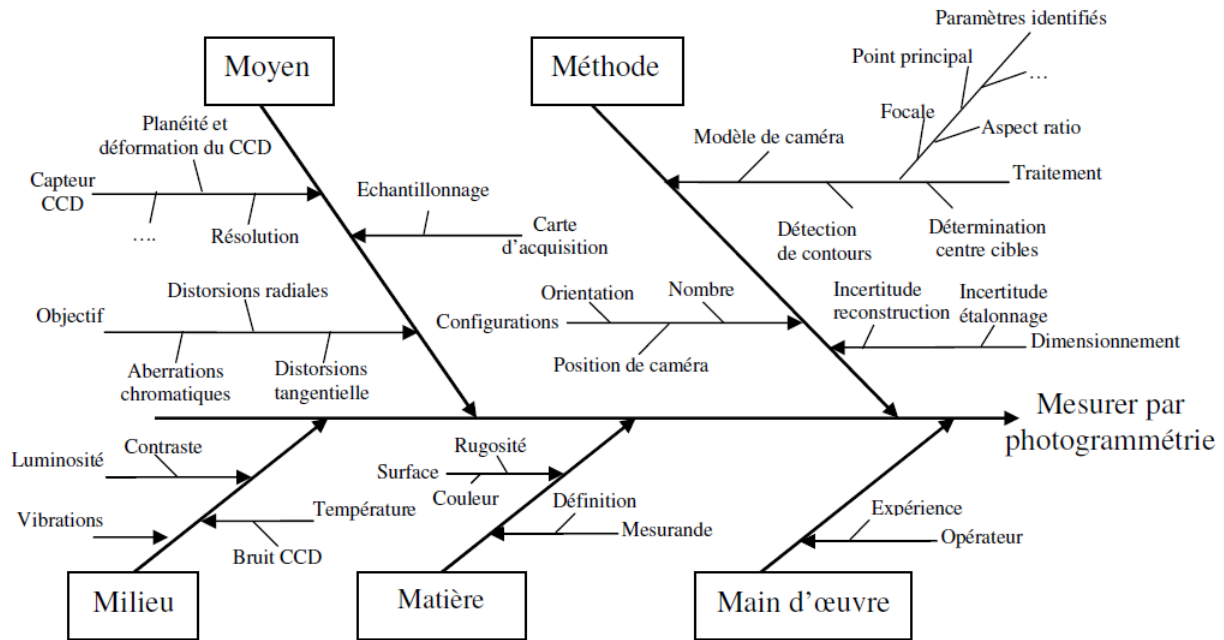 Paramètres identifiés
Moyen
Méthode
Point principal
…
Planéité et
déformation du CCD
Focale
Modèle de caméra
Aspect ratio
Capteur
CCD
Echantillonnage
Traitement
….
Résolution
Carte
d'acquisition
Détection
de contours
Détermination
centre cibles
Distorsions radiales
Orientation
Nombre
Incertitude
reconstruction
Incertitude
étalonnage
Objectif
Configurations
Dimensionnement
Aberrations
chromatiques
Distorsions
tangentielle
Position de caméra
Mesurer par
photogrammétrie
Luminosité
Contraste
Rugosité
Surface
Couleur
Vibrations
Température
Définition
Mesurande
Expérience
Opérateur
Bruit CCD
Milieu
Matière
Main d'œuvre